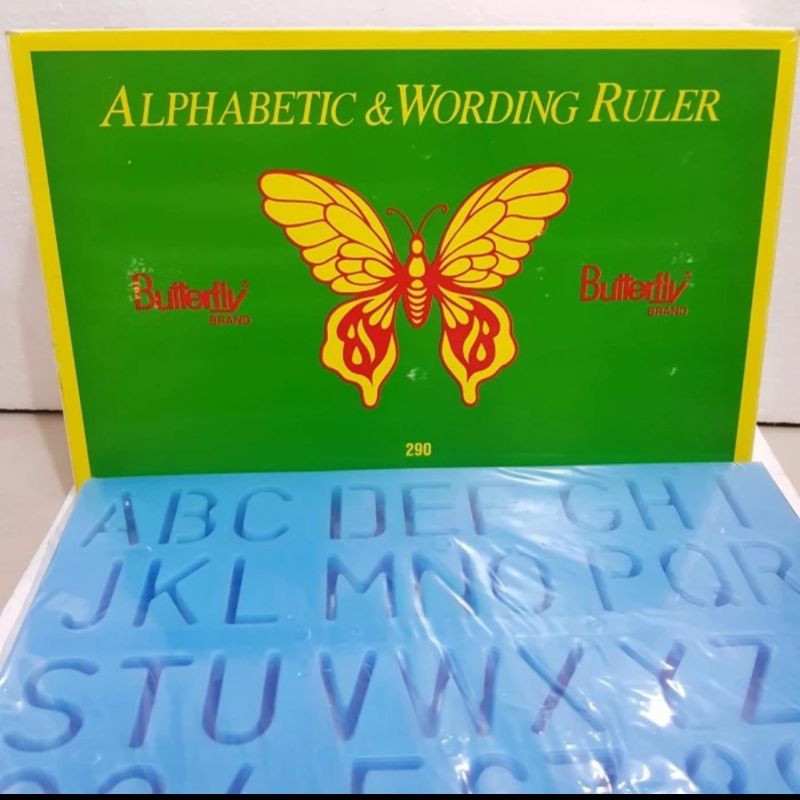 ALPHABETIC & WORDING RULER
Butterfly
BRAND
Butterfly
BRAND
290
ABC DEF GHI
JKL MNO PQR
STU VWX YZ